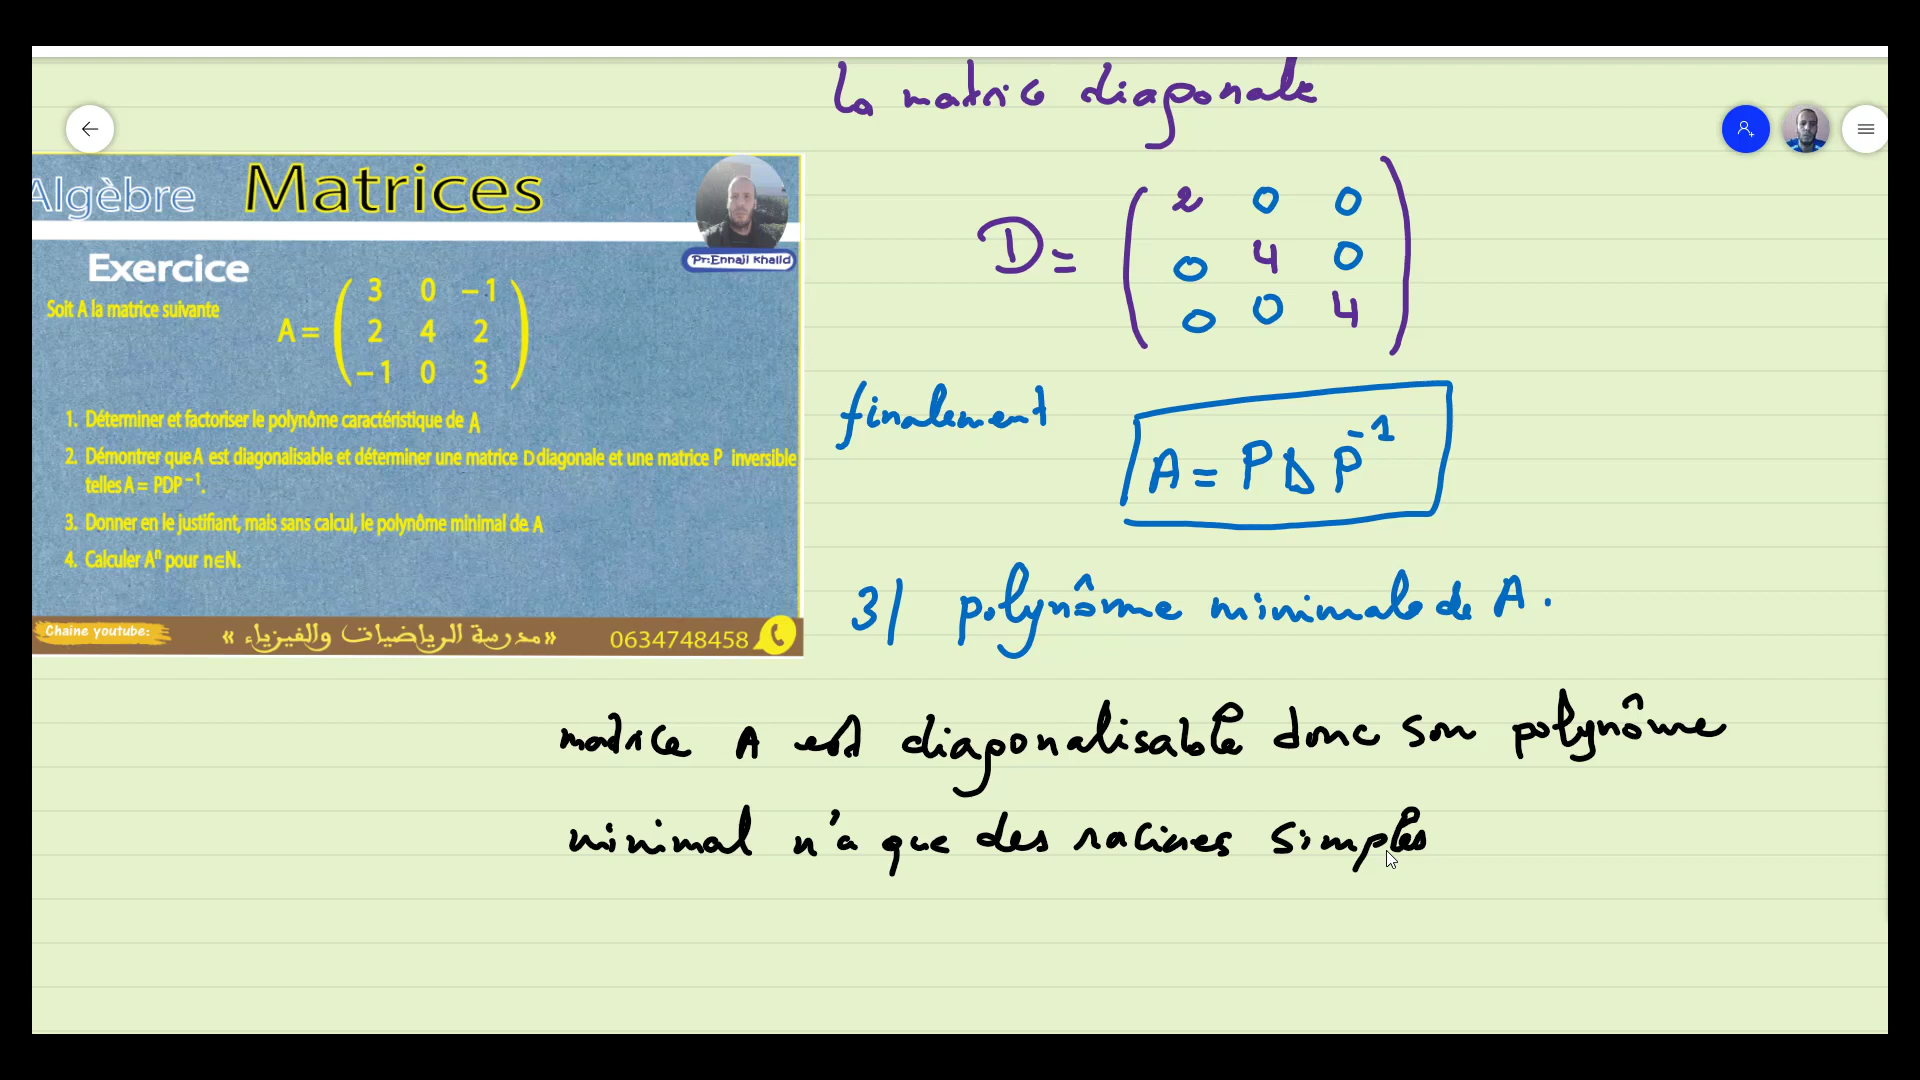 la matrice diagonale
Algèbre Matrices
Pr:Ennaji khalid
Exercice
Soit A la matrice suivante
A = ( 3 0 −1
2 4 2
−1 0 3 )
1. Déterminer et factoriser le polynôme caractéristique de A
2. Démontrer que A est diagonalisable et déterminer une matrice D diagonale et une matrice P inversible
telles A = PDP⁻¹.
3. Donner en le justifiant, mais sans calcul, le polynôme minimal de A
4. Calculer Aⁿ pour n∈N.
Chaine youtube: «مدرسة الرياضيات والفيزياء» 0634748458
D = ( 2 0 0
0 4 0
0 0 4 )
finalement A = P D P⁻¹
3/ polynôme minimale de A.
matrice A est diagonalisable donc son polynôme
minimal n'a que des racines simples